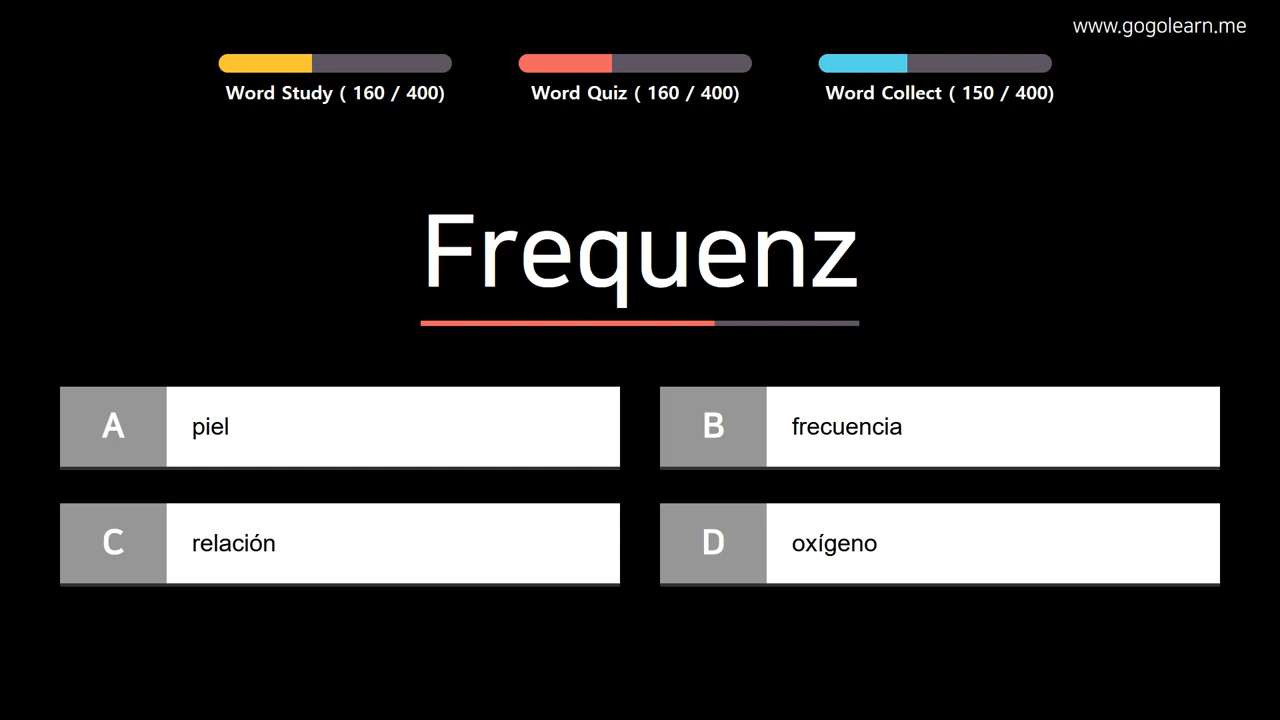 www.gogolearn.me
Word Study ( 160 / 400)
Word Quiz ( 160 / 400)
Word Collect ( 150 / 400)
Frequenz
A piel
B frecuencia
C relación
D oxígeno